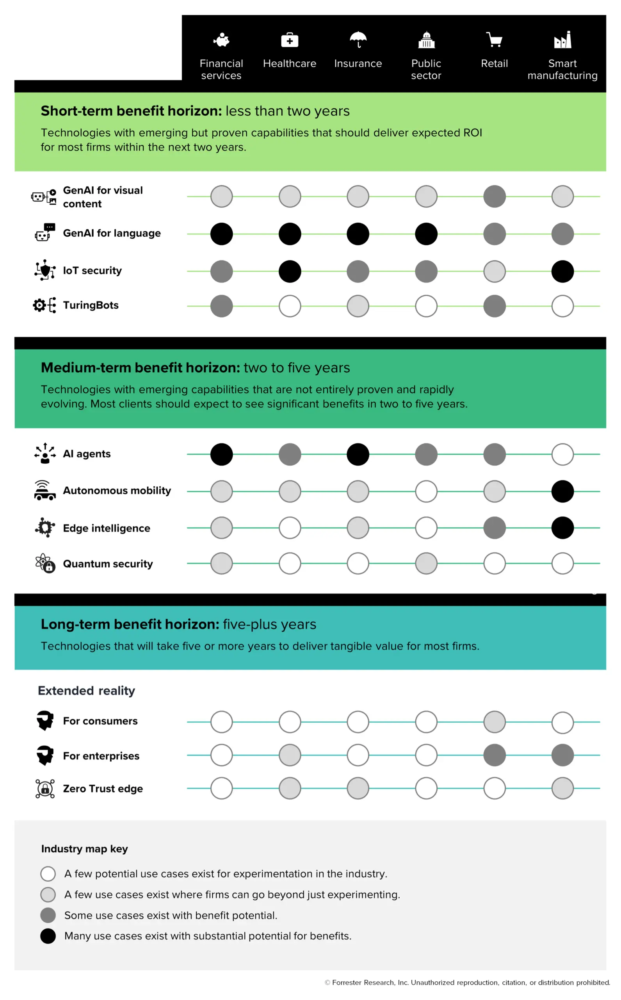 Financial
services
Healthcare
Insurance
Public
sector
Retail
Smart
manufacturing
Short-term benefit horizon: less than two years
Technologies with emerging but proven capabilities that should deliver expected ROI
for most firms within the next two years.
GenAI for visual
content
GenAI for language
IoT security
TuringBots
Medium-term benefit horizon: two to five years
Technologies with emerging capabilities that are not entirely proven and rapidly
evolving. Most clients should expect to see significant benefits in two to five years.
AI agents
Autonomous mobility
Edge intelligence
Quantum security
Long-term benefit horizon: five-plus years
Technologies that will take five or more years to deliver tangible value for most firms.
Extended reality
For consumers
For enterprises
Zero Trust edge
Industry map key
A few potential use cases exist for experimentation in the industry.
A few use cases exist where firms can go beyond just experimenting.
Some use cases exist with benefit potential.
Many use cases exist with substantial potential for benefits.
© Forrester Research, Inc. Unauthorized reproduction, citation, or distribution prohibited.